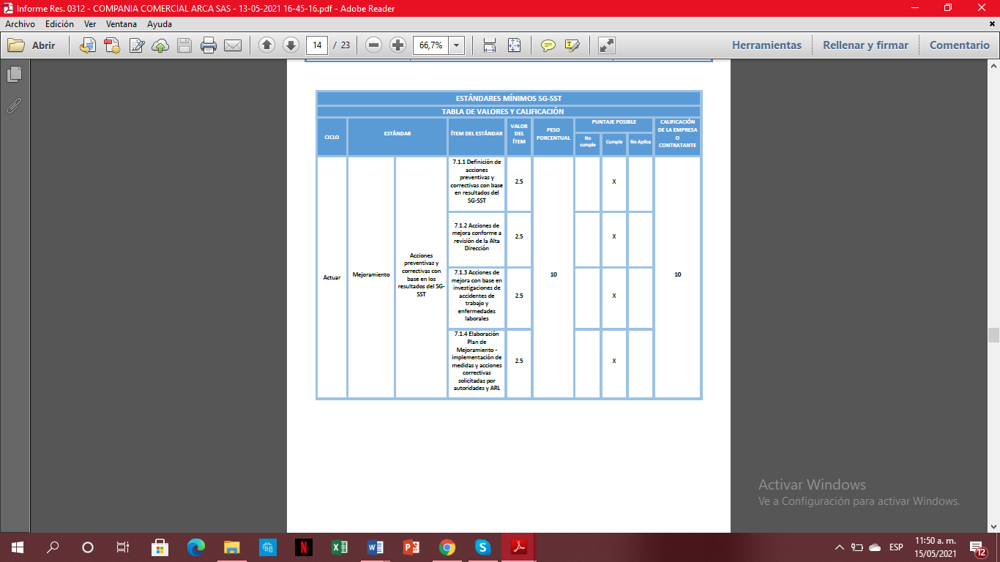 Informe Res. 0312 - COMPANIA COMERCIAL ARCA SAS - 13-05-2021 16-45-16.pdf - Adobe Reader
Archivo Edición Ver Ventana Ayuda
Abrir 14 / 23 66,7% Herramientas Rellenar y firmar Comentario
ESTÁNDARES MÍNIMOS SG-SST
TABLA DE VALORES Y CALIFICACIÓN
CICLO
ESTÁNDAR
ÍTEM DEL ESTÁNDAR
VALOR
DEL
ÍTEM
PESO
PORCENTUAL
PUNTAJE POSIBLE
No
cumple
Cumple
No Aplica
CALIFICACIÓN
DE LA EMPRESA
O
CONTRATANTE
Actuar
Mejoramiento
Acciones
preventivas y
correctivas con
base en los
resultados del SG-
SST
7.1.1 Definición de
acciones
preventivas y
correctivas con base
en resultados del
SG-SST
2.5
X
7.1.2 Acciones de
mejora conforme a
revisión de la Alta
Dirección
2.5
X
7.1.3 Acciones de
mejora con base en
investigaciones de
accidentes de
trabajo y
enfermedades
laborales
2.5
X
7.1.4 Elaboración
Plan de
Mejoramiento -
implementación de
medidas y acciones
correctivas
solicitadas por
autoridades y ARL
2.5
X
10
10
Activar Windows
Ve a Configuración para activar Windows.
ESP
11:50 a. m.
15/05/2021
12